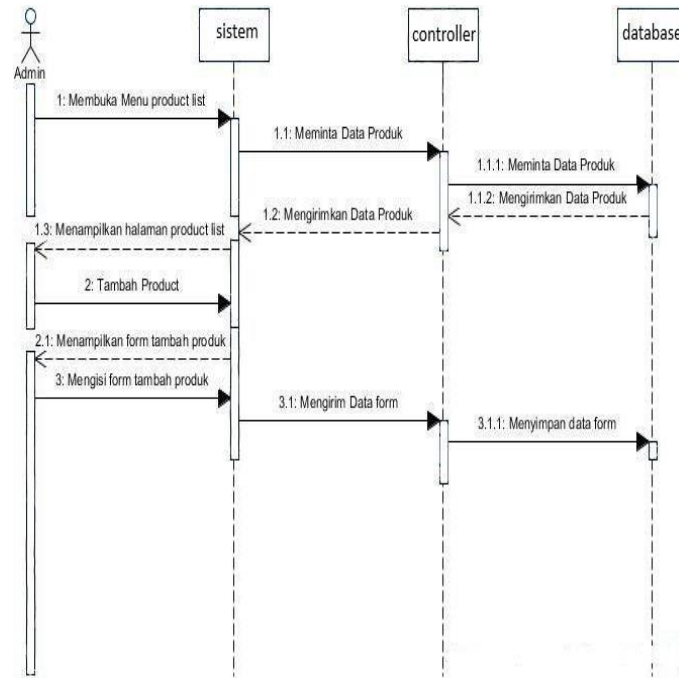 sistem
controller
database
Admin
1: Membuka Menu product list
1.1: Meminta Data Produk
1.1.1: Meminta Data Produk
1.1.2: Mengirimkan Data Produk
1.2: Mengirimkan Data Produk
1.3: Menampilkan halaman product list
2: Tambah Product
2.1: Menampilkan form tambah produk
3: Mengisi form tambah produk
3.1: Mengirim Data form
3.1.1: Menyimpan data form